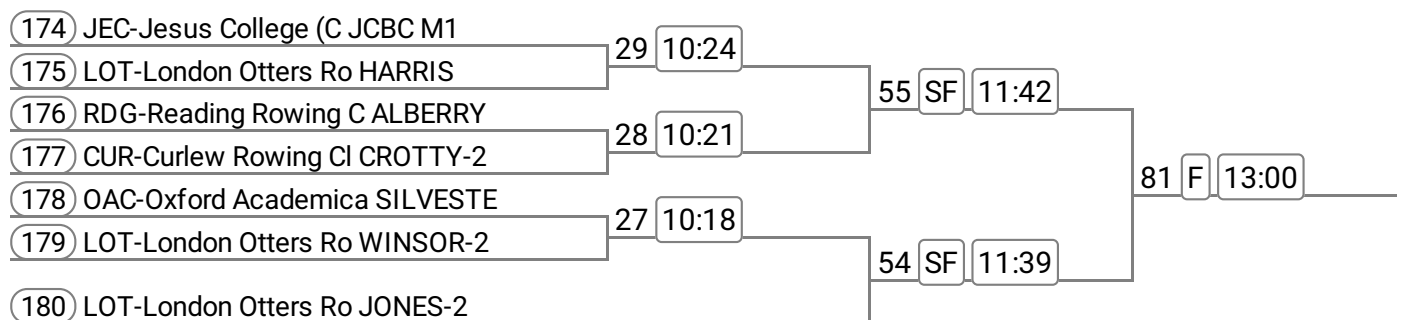 174 JEC-Jesus College (C JCBC M1
29 10:24
175 LOT-London Otters Ro HARRIS
55 SF 11:42
176 RDG-Reading Rowing C ALBERRY
28 10:21
177 CUR-Curlew Rowing Cl CROTTY-2
81 F 13:00
178 OAC-Oxford Academica SILVESTE
27 10:18
179 LOT-London Otters Ro WINSOR-2
54 SF 11:39
180 LOT-London Otters Ro JONES-2